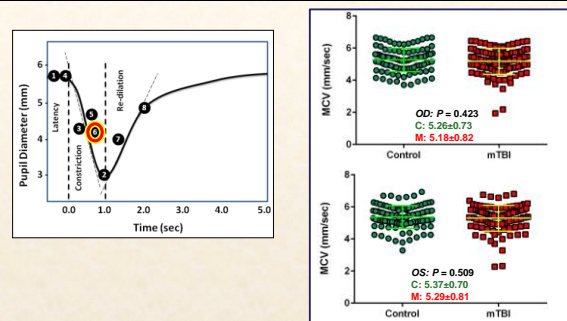 Pupil Diameter (mm)
6
5
4
3
Latency
Constriction
Re-dilation
1
4
5
3
6
7
8
2
0.0 1.0 2.0 3.0 4.0 5.0
Time (sec)
MCV (mm/sec)
8
6
4
2
0
OD: P = 0.423
C: 5.26±0.73
M: 5.18±0.82
Control mTBI
MCV (mm/sec)
8
6
4
2
0
OS: P = 0.509
C: 5.37±0.70
M: 5.29±0.81
Control mTBI